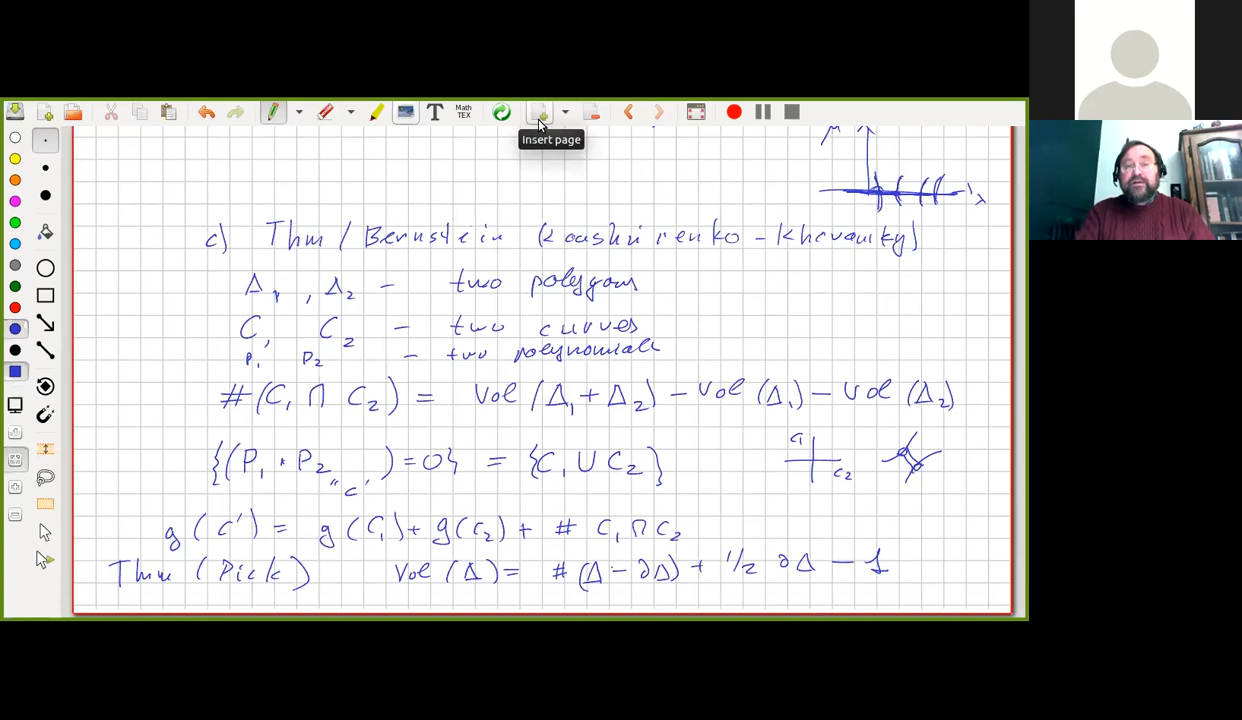 Math
TEX
T
Insert page
μ
λ
c) Thm / Bernstein (Koushnirenko - Khovansky)
Δ₁, Δ₂ - two polygons
C, C₂ - two curves
P₁ P₂ - two polynomials
#(C₁ ∩ C₂) = Vol (Δ₁ + Δ₂) - Vol (Δ₁) - Vol (Δ₂)
{(P₁ · P₂) = 0} = {C₁ ∪ C₂}
"C'
C₁
C₂
g(C') = g(C₁) + g(C₂) + # C₁ ∩ C₂
Thm (Pick) Vol (Δ) = #(Δ - ∂Δ) + 1/2 ∂Δ - 1